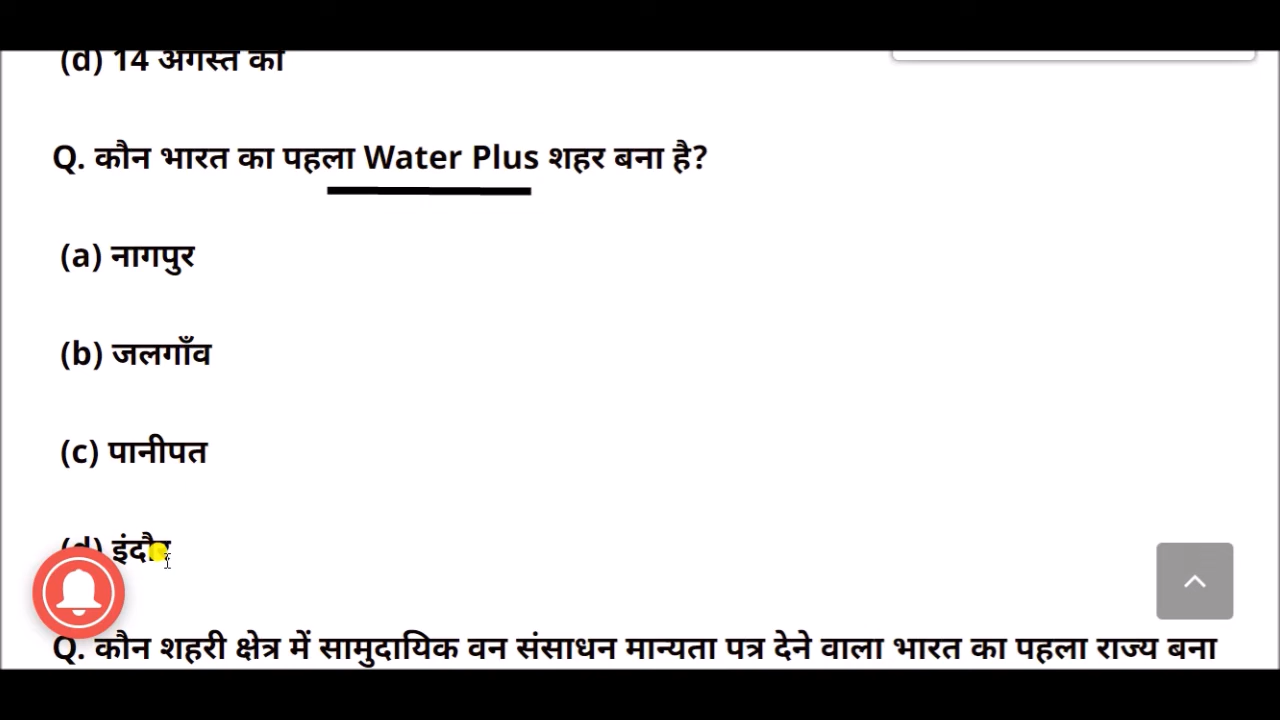 (d) 14 अगस्त को
Q. कौन भारत का पहला Water Plus शहर बना है?
(a) नागपुर
(b) जलगाँव
(c) पानीपत
(d) इंदौर
Q. कौन शहरी क्षेत्र में सामुदायिक वन संसाधन मान्यता पत्र देने वाला भारत का पहला राज्य बना